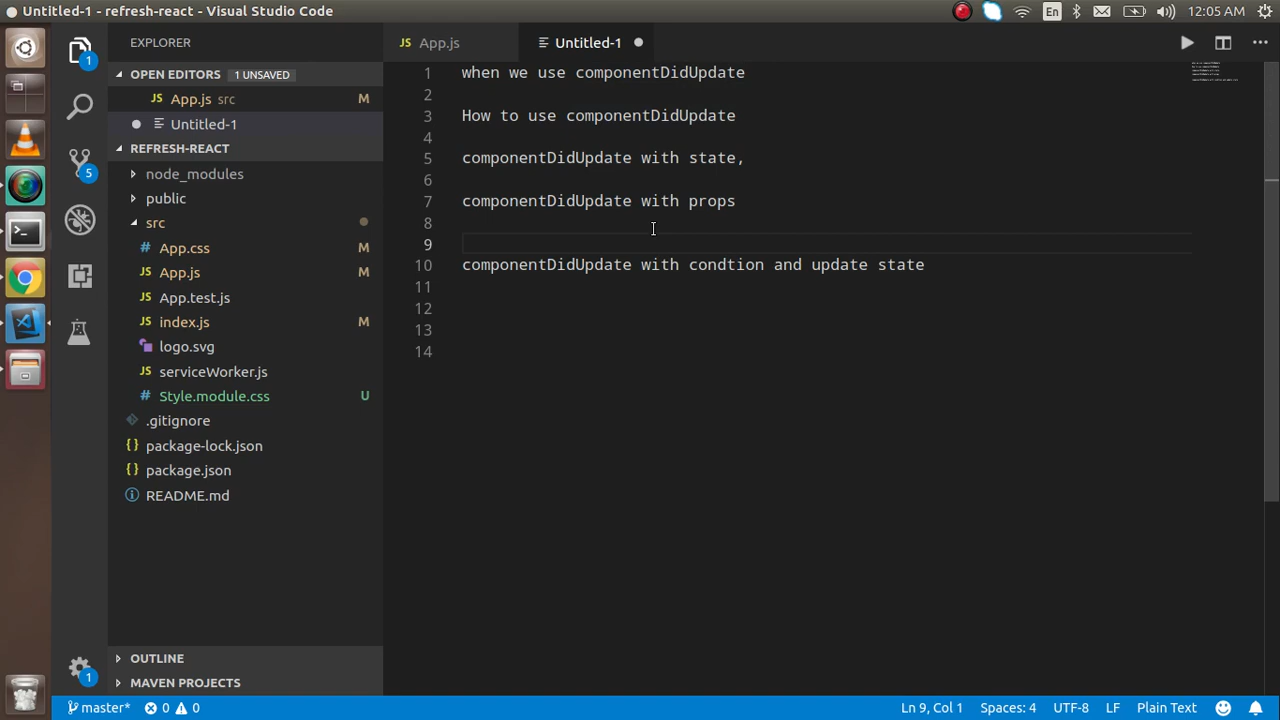 Untitled-1 - refresh-react - Visual Studio Code
En
12:05 AM
EXPLORER
App.js
Untitled-1
OPEN EDITORS 1 UNSAVED
App.js src M
Untitled-1
REFRESH-REACT
node_modules
public
src
App.css M
App.js M
App.test.js
index.js M
logo.svg
serviceWorker.js
Style.module.css U
.gitignore
package-lock.json
package.json
README.md
OUTLINE
MAVEN PROJECTS
1
5
1
1 when we use componentDidUpdate
2
3 How to use componentDidUpdate
4
5 componentDidUpdate with state,
6
7 componentDidUpdate with props
8
9
10 componentDidUpdate with condtion and update state
11
12
13
14
master* 0 0
Ln 9, Col 1 Spaces: 4 UTF-8 LF Plain Text